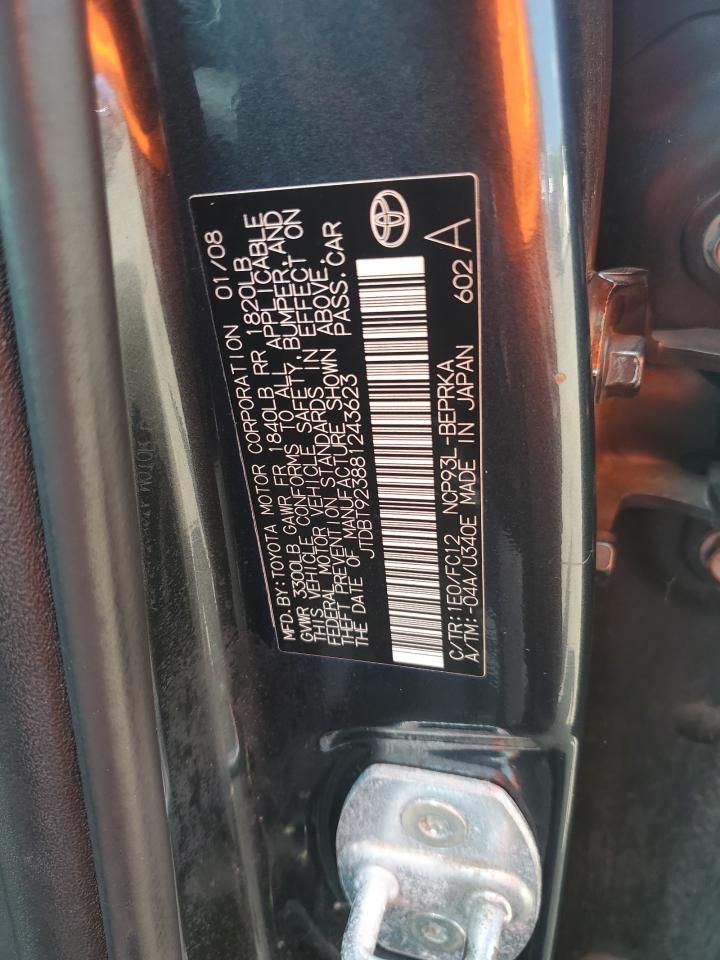 MFD. BY: TOYOTA MOTOR CORPORATION 01/08
GVWR 3300LB GAWR FR 1840LB RR 1820LB
THIS VEHICLE CONFORMS TO ALL APPLICABLE
FEDERAL MOTOR VEHICLE SAFETY, BUMPER, AND
THEFT PREVENTION STANDARDS IN EFFECT ON
THE DATE OF MANUFACTURE SHOWN ABOVE.
JTDBT923881243623 PASS. CAR
C/TR: 1E0/FC12 NCP93L -BEPRKA
A/TM: -04A/U340E MADE IN JAPAN 602 A